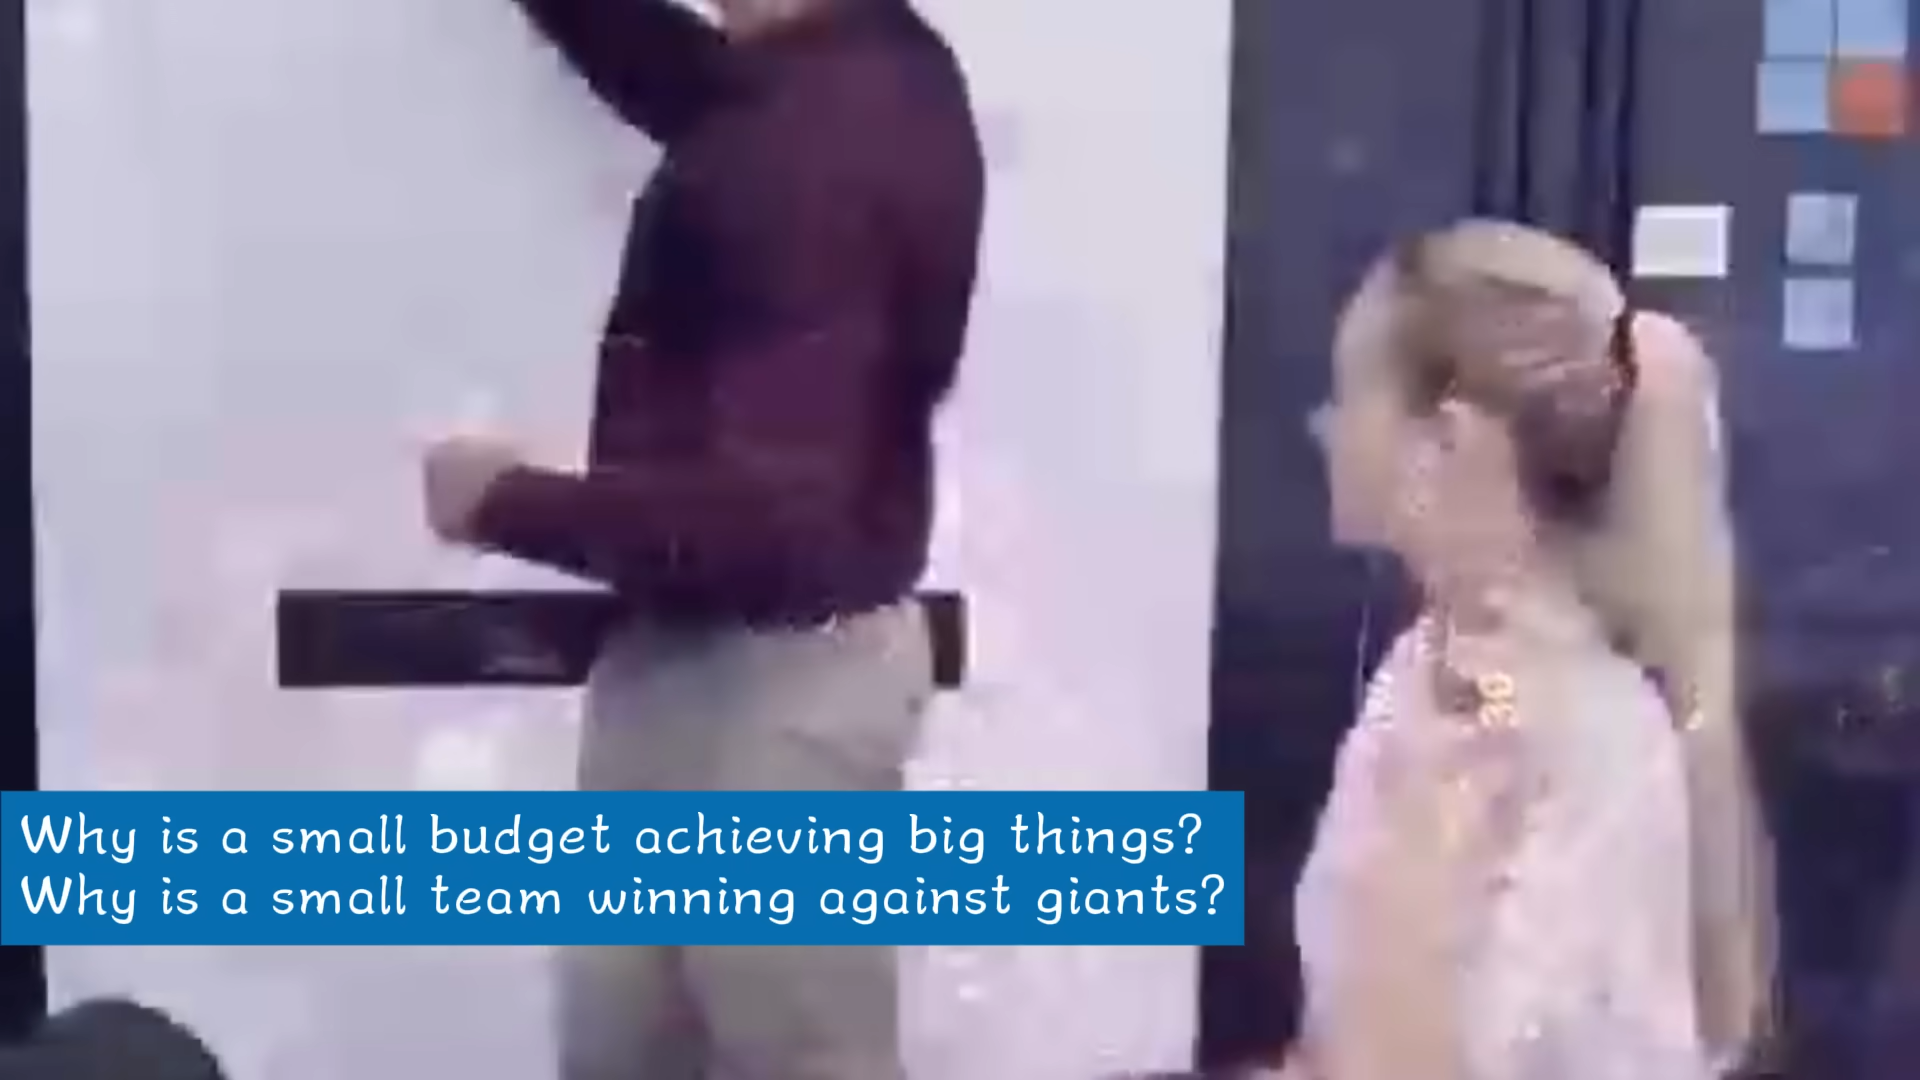 Why is a small budget achieving big things?
Why is a small team winning against giants?